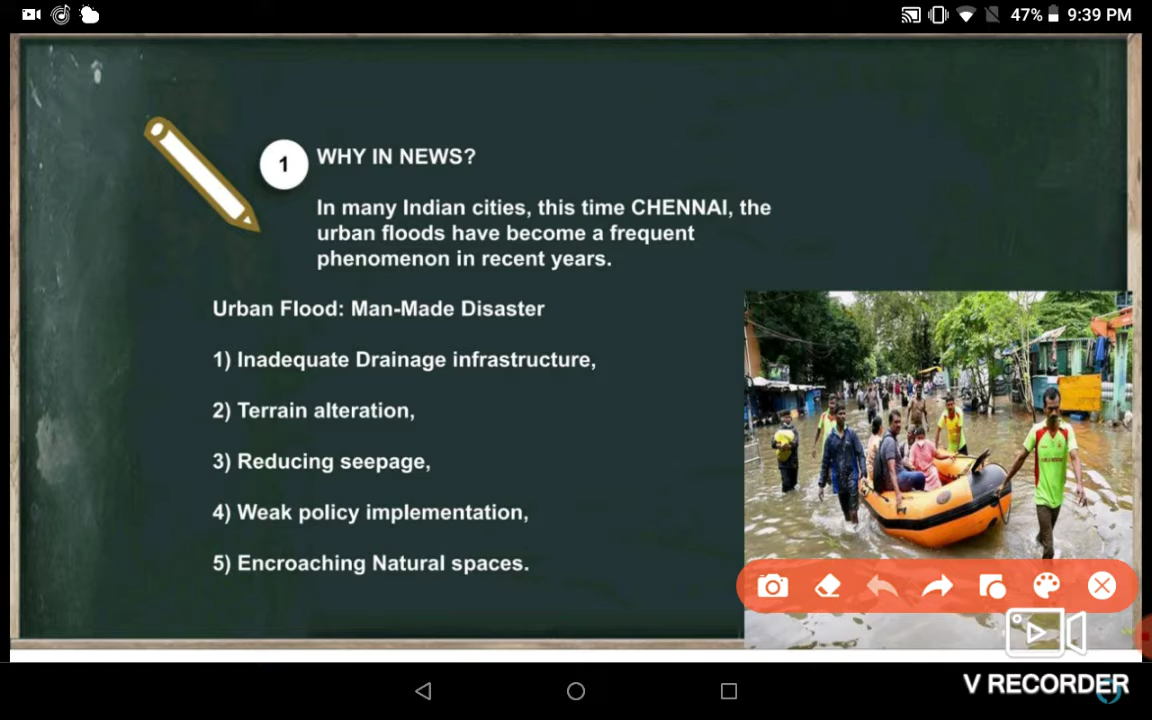 47% 9:39 PM
1
WHY IN NEWS?
In many Indian cities, this time CHENNAI, the
urban floods have become a frequent
phenomenon in recent years.
Urban Flood: Man-Made Disaster
1) Inadequate Drainage infrastructure,
2) Terrain alteration,
3) Reducing seepage,
4) Weak policy implementation,
5) Encroaching Natural spaces.
V RECORDER